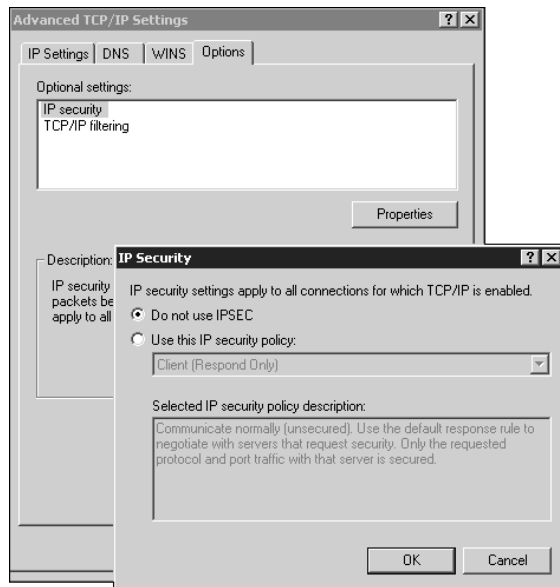 Advanced TCP/IP Settings
IP Settings DNS WINS Options
Optional settings:
IP security
TCP/IP filtering
Properties
Description:
IP security
packets be
apply to all
IP Security
IP security settings apply to all connections for which TCP/IP is enabled.
Do not use IPSEC
Use this IP security policy:
Client (Respond Only)
Selected IP security policy description:
Communicate normally (unsecured). Use the default response rule to
negotiate with servers that request security. Only the requested
protocol and port traffic with that server is secured.
OK Cancel